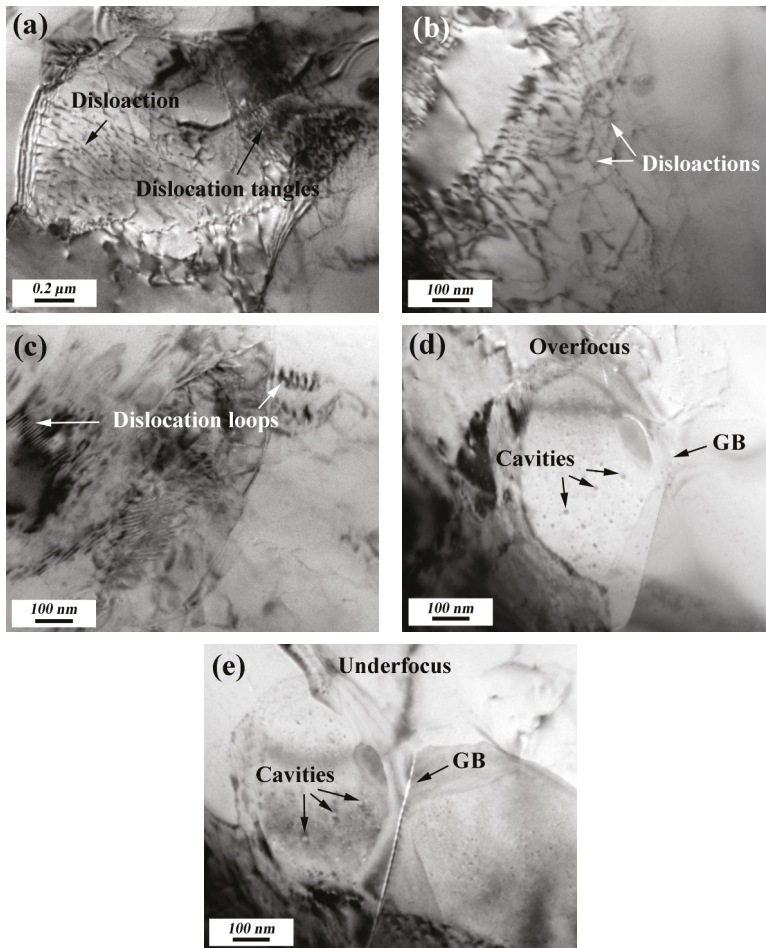 (a)
Disloaction
Dislocation tangles
0.2 μm
(b)
Disloactions
100 nm
(c)
Dislocation loops
100 nm
(d)
Overfocus
GB
Cavities
100 nm
(e)
Underfocus
GB
Cavities
100 nm